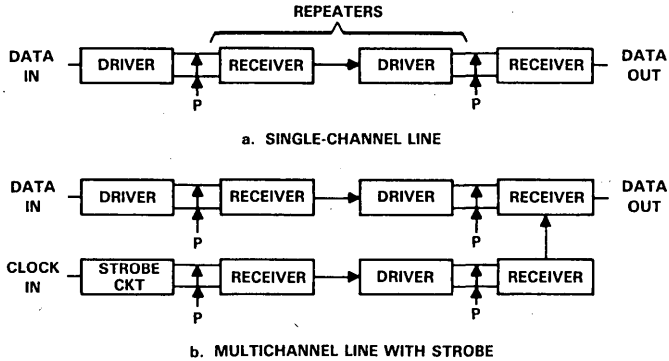 REPEATERS
DATA IN
DRIVER
RECEIVER
DRIVER
RECEIVER
DATA OUT
P
P
a. SINGLE-CHANNEL LINE
DATA IN
DRIVER
RECEIVER
DRIVER
RECEIVER
DATA OUT
P
P
CLOCK IN
STROBE CKT
RECEIVER
DRIVER
RECEIVER
P
P
b. MULTICHANNEL LINE WITH STROBE